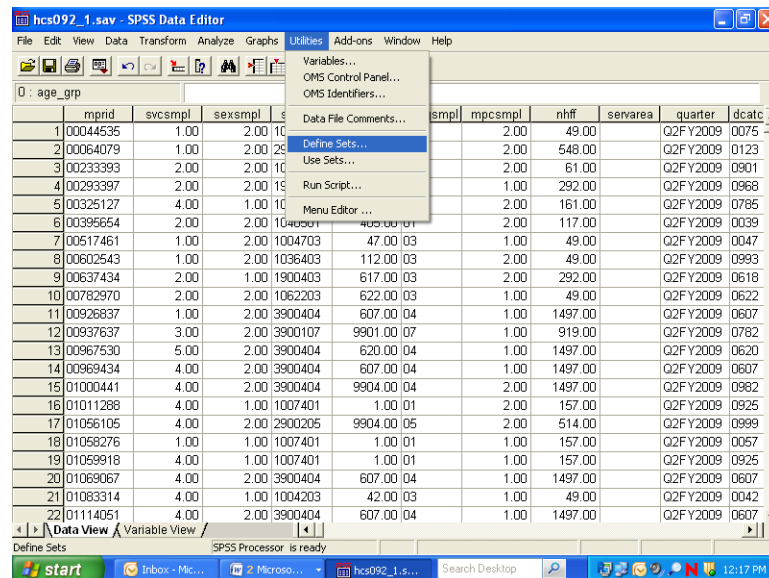 hcs092_1.sav - SPSS Data Editor
File Edit View Data Transform Analyze Graphs Utilities Add-ons Window Help
Variables...
OMS Control Panel...
OMS Identifiers...
Data File Comments...
Define Sets...
Use Sets...
Run Script...
Menu Editor ...
0 : age_grp
mprid svcsmpl sexsmpl s smpl mpcsmpl nhff servarea quarter dcatc
1 00044535 1.00 2.00 10 2.00 49.00 Q2FY2009 0075
2 00064079 1.00 2.00 29 2.00 548.00 Q2FY2009 0123
3 00233393 2.00 2.00 10 2.00 61.00 Q2FY2009 0901
4 00293397 2.00 2.00 19 1.00 292.00 Q2FY2009 0968
5 00325127 4.00 1.00 10 2.00 161.00 Q2FY2009 0785
6 00395654 2.00 2.00 1040501 405.00 01 2.00 117.00 Q2FY2009 0039
7 00517461 1.00 2.00 1004703 47.00 03 1.00 49.00 Q2FY2009 0047
8 00602543 1.00 2.00 1036403 112.00 03 2.00 49.00 Q2FY2009 0993
9 00637434 2.00 1.00 1900403 617.00 03 2.00 292.00 Q2FY2009 0618
10 00782970 2.00 2.00 1062203 622.00 03 1.00 49.00 Q2FY2009 0622
11 00926837 1.00 2.00 3900404 607.00 04 1.00 1497.00 Q2FY2009 0607
12 00937637 3.00 2.00 3900107 9901.00 07 1.00 919.00 Q2FY2009 0782
13 00967530 5.00 2.00 3900404 620.00 04 1.00 1497.00 Q2FY2009 0620
14 00969434 4.00 2.00 3900404 607.00 04 1.00 1497.00 Q2FY2009 0607
15 01000441 4.00 2.00 3900404 9904.00 04 2.00 1497.00 Q2FY2009 0982
16 01011288 4.00 1.00 1007401 1.00 01 2.00 157.00 Q2FY2009 0925
17 01056105 4.00 2.00 2900205 9904.00 05 2.00 514.00 Q2FY2009 0999
18 01058276 1.00 1.00 1007401 1.00 01 1.00 157.00 Q2FY2009 0057
19 01059918 4.00 1.00 1007401 1.00 01 1.00 157.00 Q2FY2009 0925
20 01069067 4.00 2.00 3900404 607.00 04 1.00 1497.00 Q2FY2009 0607
21 01083314 4.00 1.00 1004203 42.00 03 1.00 49.00 Q2FY2009 0042
22 01114051 4.00 2.00 3900404 607.00 04 1.00 1497.00 Q2FY2009 0607
Data View Variable View
Define Sets SPSS Processor is ready
start Inbox - Mic... 2 Microso... hcs092_1.s... Search Desktop 12:17 PM